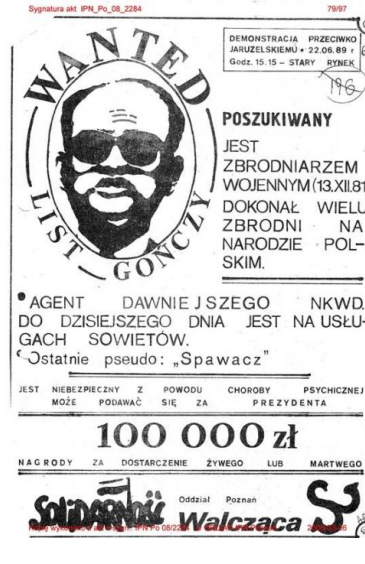 Sygnatura akt IPN_Po_08_2284
79/97
DEMONSTRACJA PRZECIWKO
JARUZELSKIEMU • 22.06.89 r
Godz. 15.15 – STARY RYNEK
196
WANTED
LIST GOŃCZY
POSZUKIWANY
JEST
ZBRODNIARZEM
WOJENNYM (13.XII.81
DOKONAŁ WIELU
ZBRODNI NA
NARODZIE POL–
SKIM.
AGENT DAWNIEJSZEGO NKWD.
DO DZISIEJSZEGO DNIA JEST NA USŁU–
GACH SOWIETÓW.
Ostatnie pseudo: „Spawacz”
JEST NIEBEZPIECZNY Z POWODU CHOROBY PSYCHICZNEJ
MOŻE PODAWAĆ SIĘ ZA PREZYDENTA
100 000 zł
NAGRODY ZA DOSTARCZENIE ŻYWEGO LUB MARTWEGO
SOLIDARNOŚĆ
Oddział Poznań
Walcząca